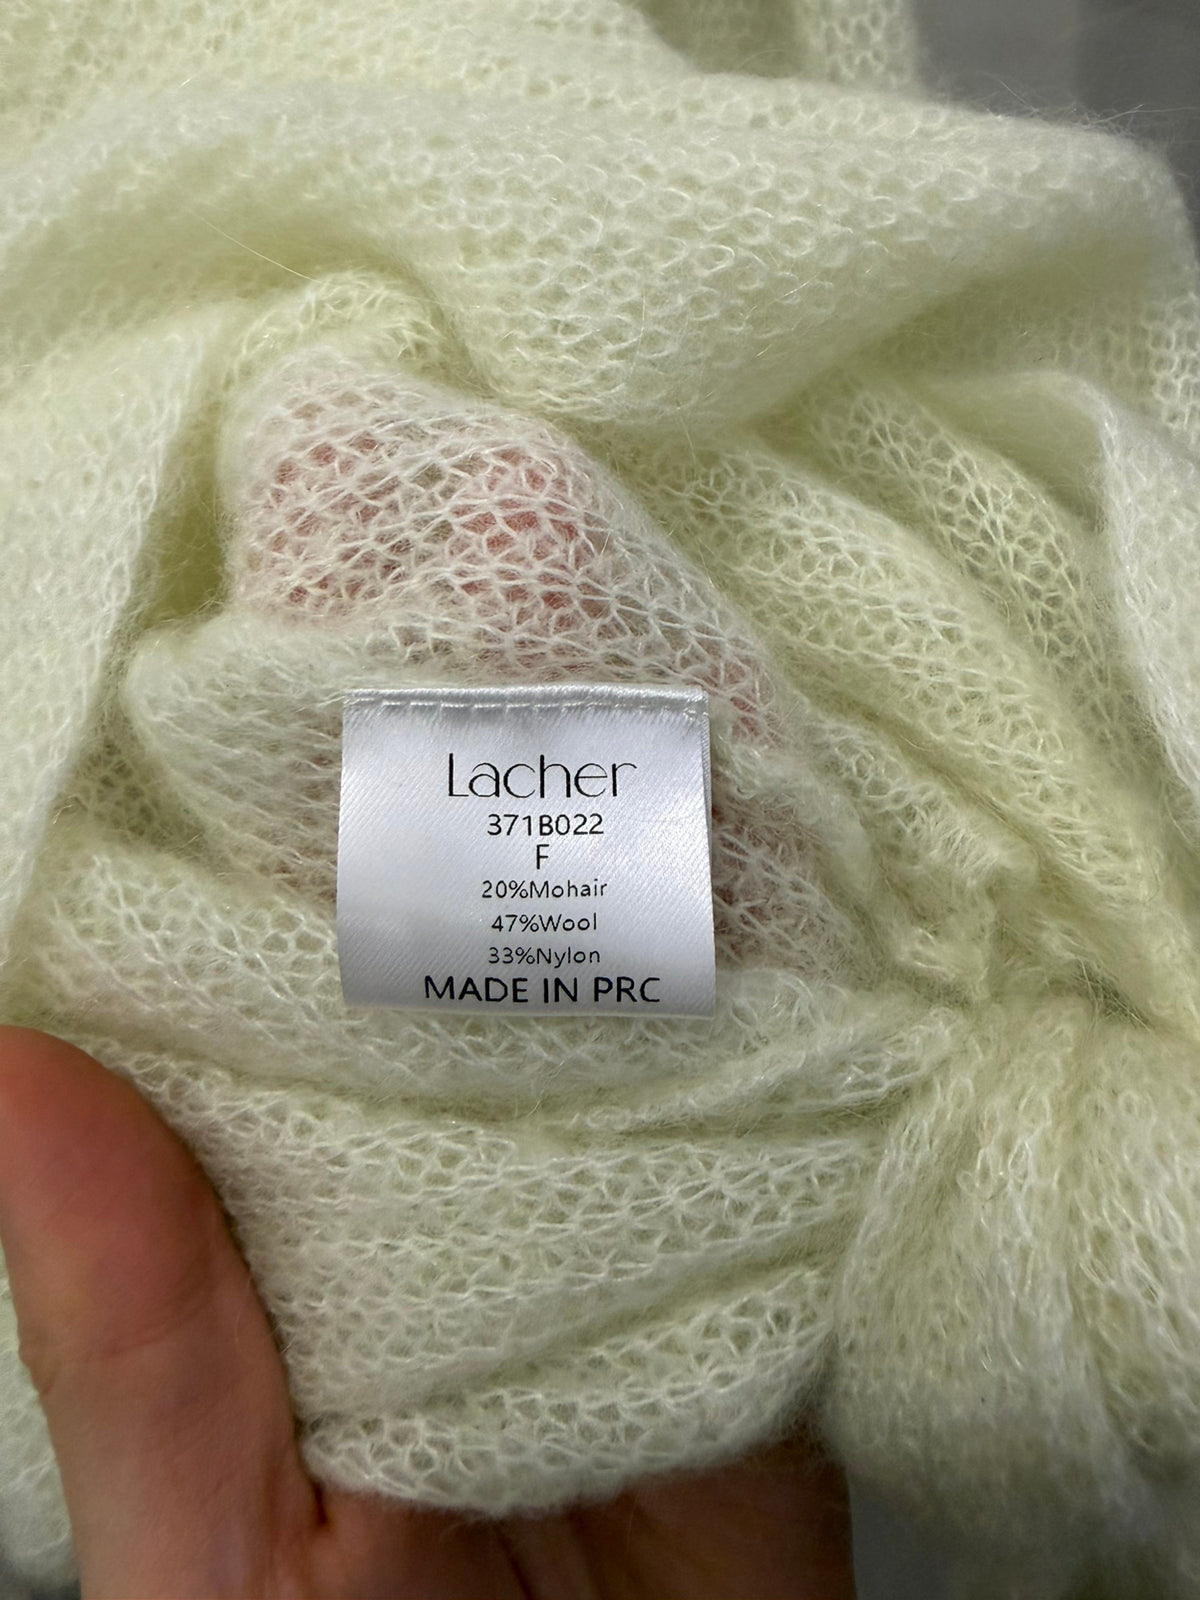 Lacher
371B022
F
20%Mohair
47%Wool
33%Nylon
MADE IN PRC